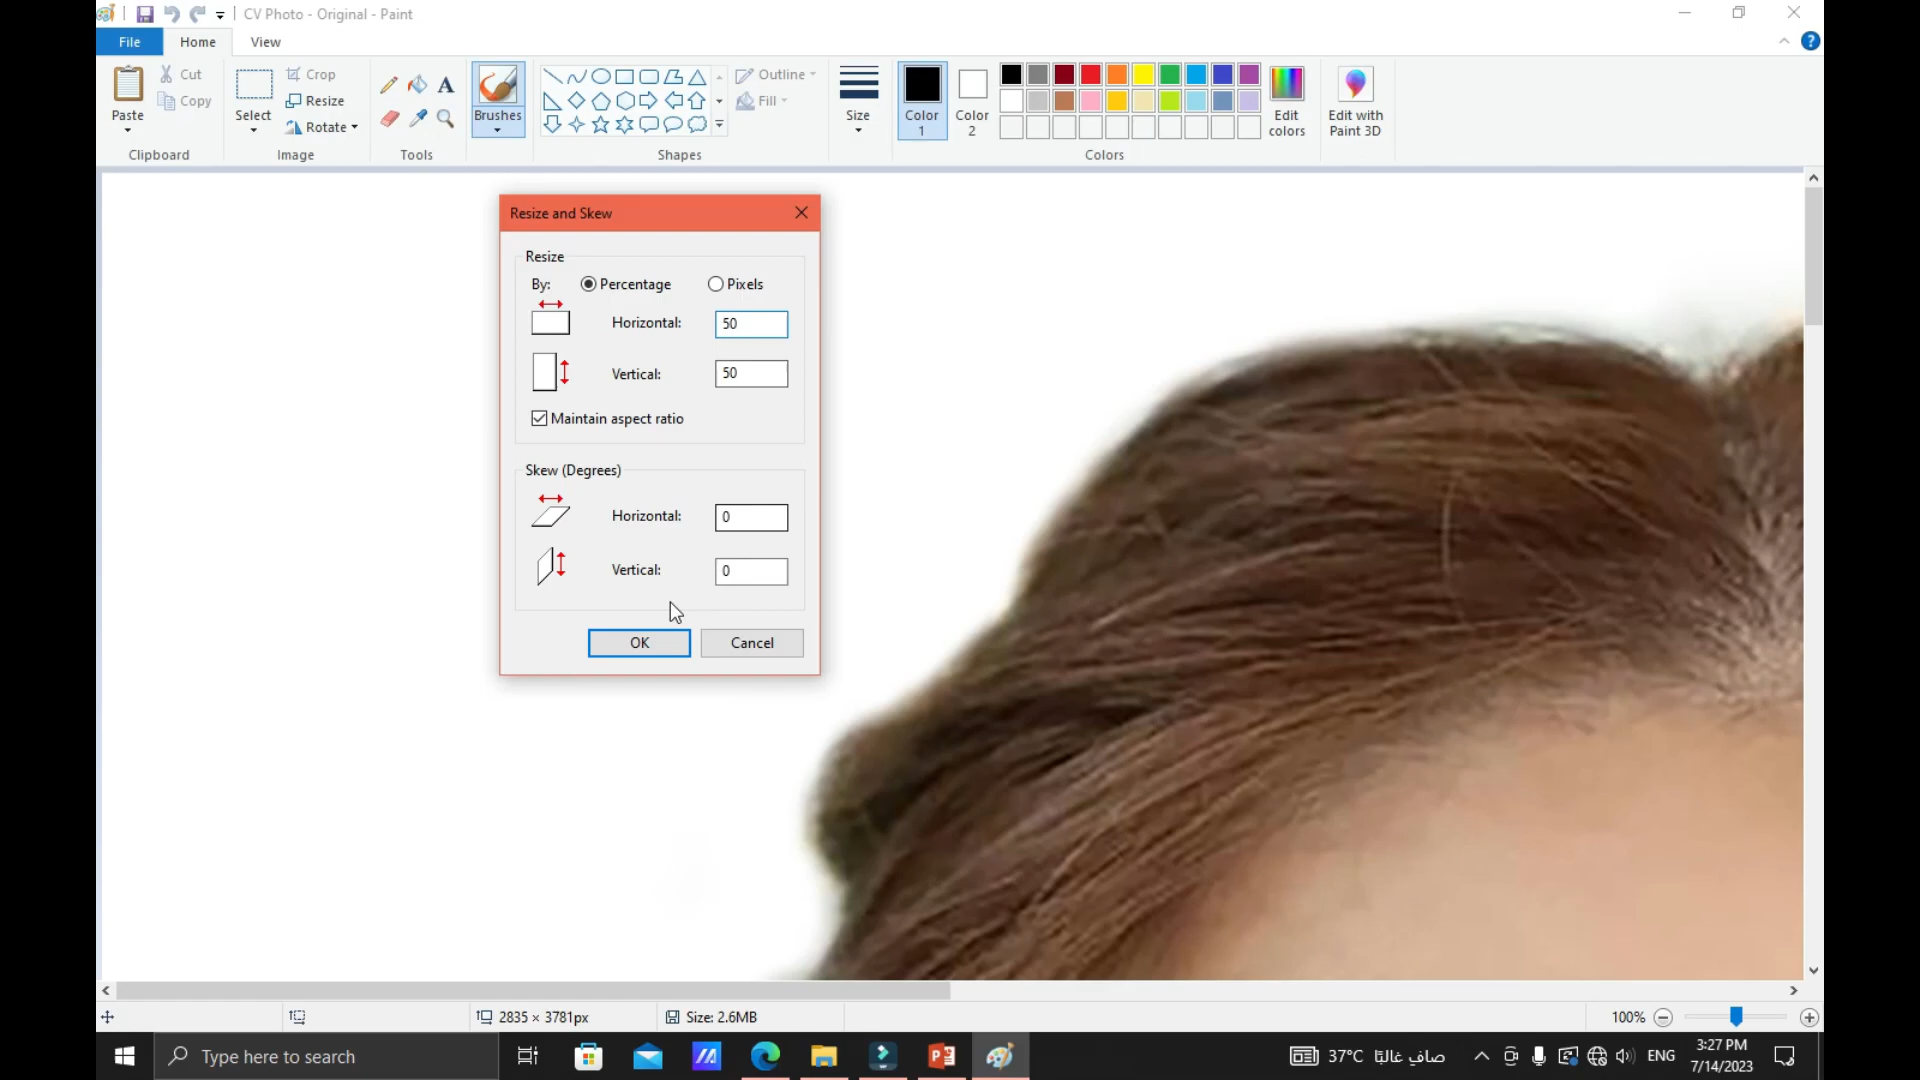 CV Photo - Original - Paint
File
Home
View
Paste
Cut
Copy
Clipboard
Select
Crop
Resize
Rotate
Image
A
Tools
Brushes
Shapes
Outline
Fill
Size
Color
1
Color
2
Edit
colors
Colors
Edit with
Paint 3D
?
Resize and Skew
Resize
By:
Percentage
Pixels
Horizontal:
50
Vertical:
50
Maintain aspect ratio
Skew (Degrees)
Horizontal:
0
Vertical:
0
OK
Cancel
2835 × 3781px
Size: 2.6MB
100%
Type here to search
37°C
صافٍ غالبًا
ENG
3:27 PM
7/14/2023